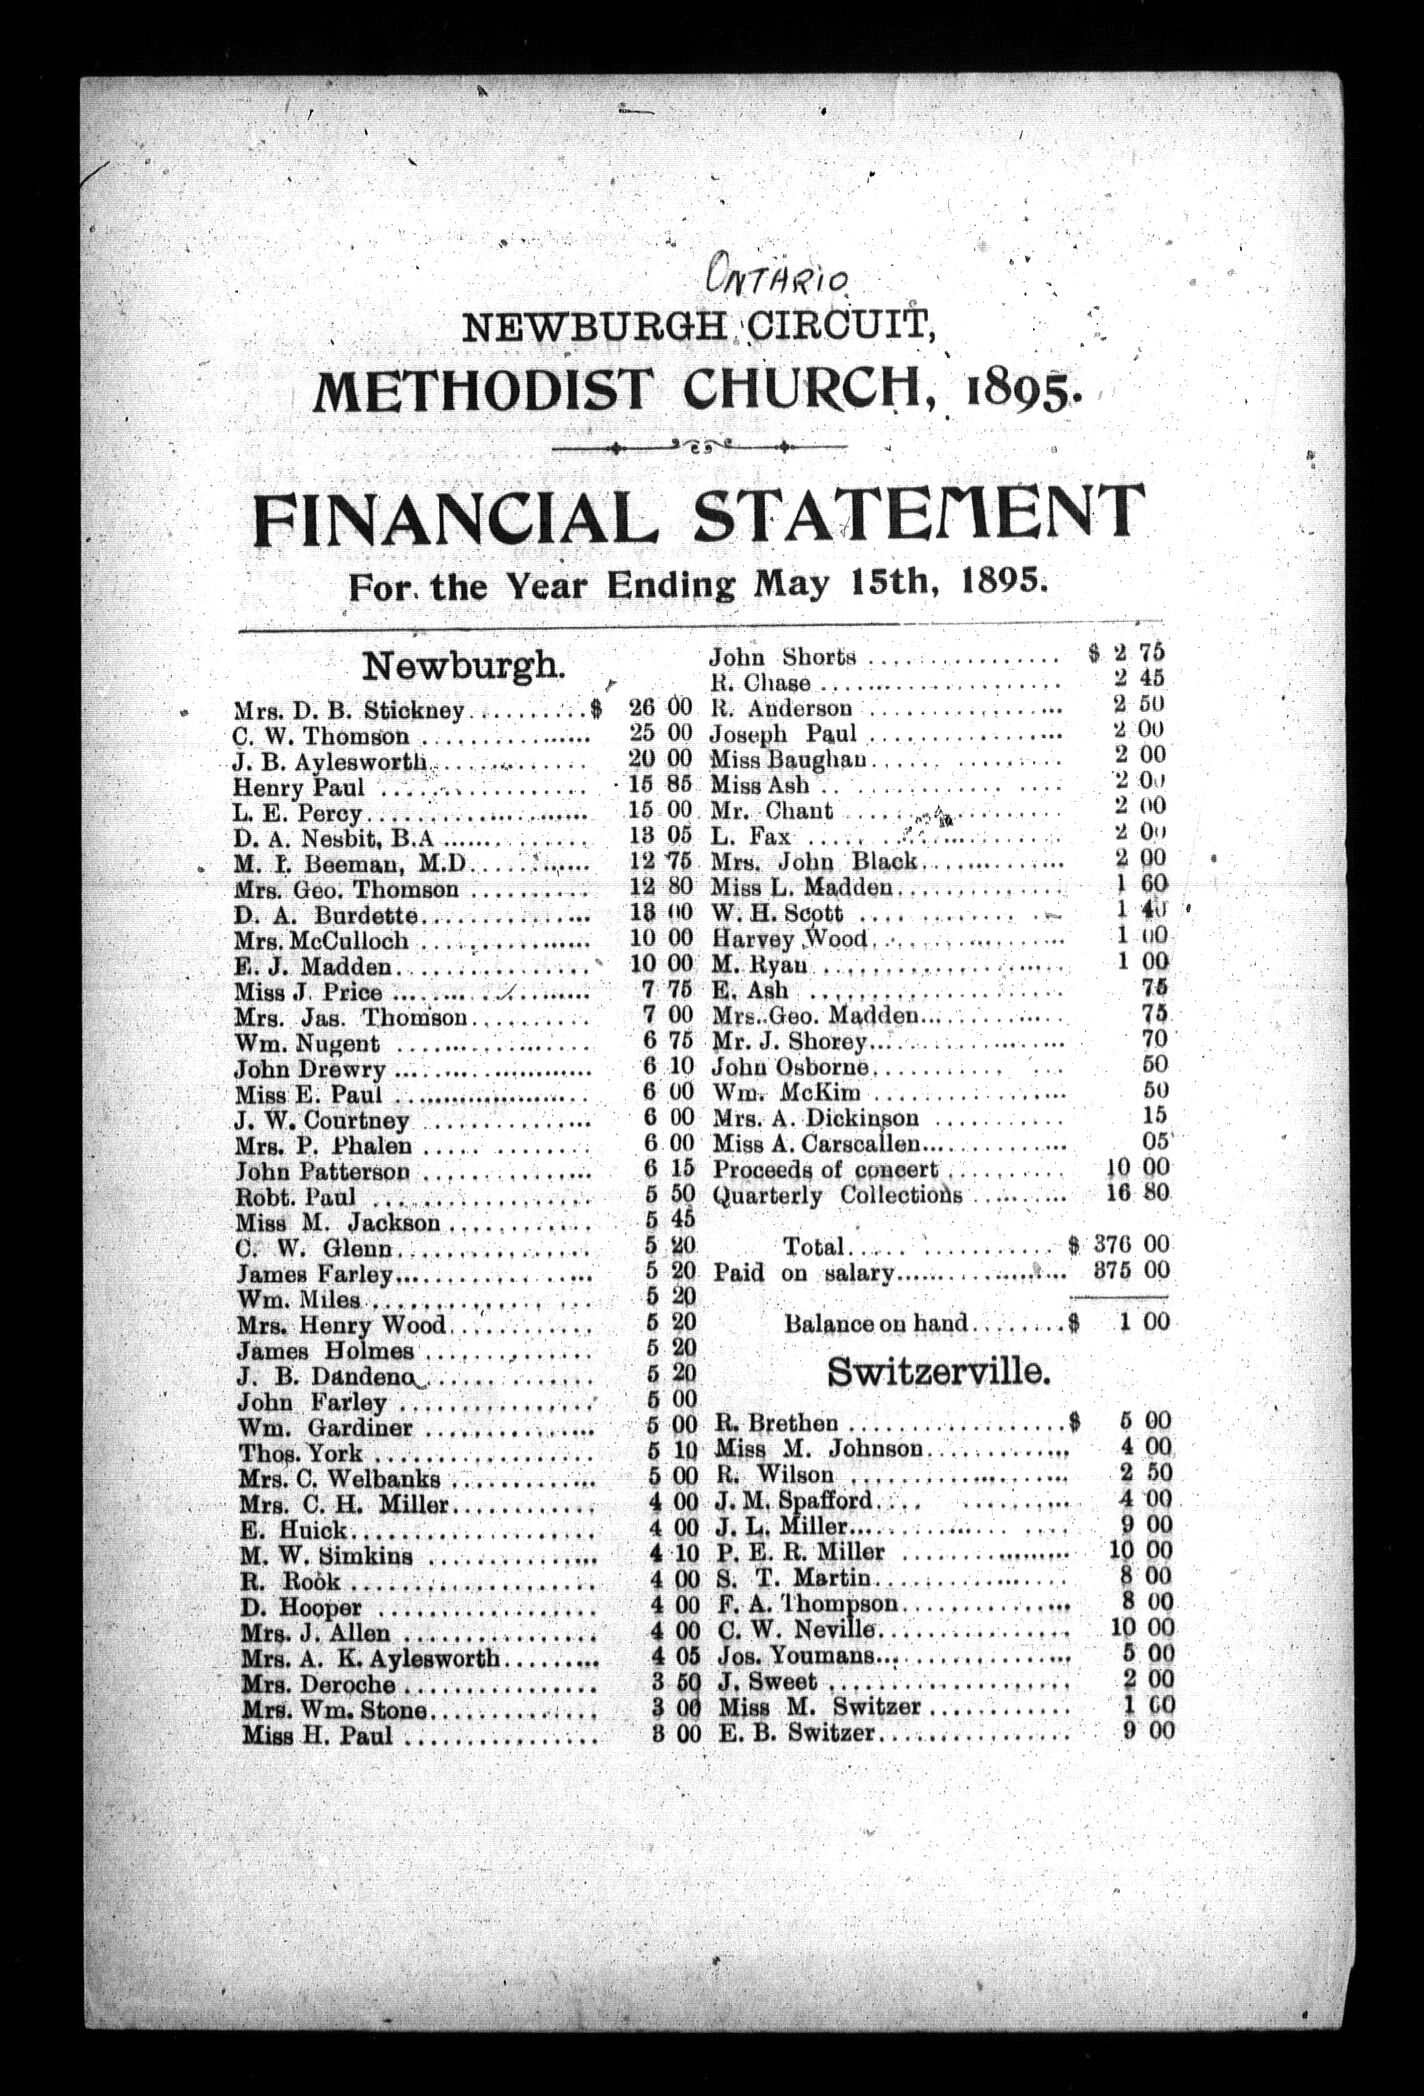 ONTARIO
NEWBURGH CIRCUIT,
METHODIST CHURCH, 1895.
FINANCIAL STATEMENT
For the Year Ending May 15th, 1895.
Newburgh.
Mrs. D. B. Stickney..........$ 26 00
C. W. Thomson .............. 25 00
J. B. Aylesworth............. 20 00
Henry Paul ................. 15 85
L. E. Percy.................. 15 00
D. A. Nesbit, B.A ............. 13 05
M. I. Beeman, M.D........... 12 75
Mrs. Geo. Thomson .......... 12 80
D. A. Burdette.............. 13 00
Mrs. McCulloch .............. 10 00
E. J. Madden................ 10 00
Miss J. Price ................. 7 75
Mrs. Jas. Thomson.......... 7 00
Wm. Nugent ................ 6 75
John Drewry ................. 6 10
Miss E. Paul ................. 6 00
J. W. Courtney .............. 6 00
Mrs. P. Phalen .............. 6 00
John Patterson .............. 6 15
Robt. Paul .................. 5 50
Miss M. Jackson............ 5 45
C. W. Glenn................ 5 20
James Farley................ 5 20
Wm. Miles .................. 5 20
Mrs. Henry Wood............ 5 20
James Holmes .............. 5 20
J. B. Dandeno.............. 5 20
John Farley ................ 5 00
Wm. Gardiner .............. 5 00
Thos. York .................. 5 10
Mrs. C. Welbanks ............ 5 00
Mrs. C. H. Miller............ 4 00
E. Huick.................... 4 00
M. W. Simkins .............. 4 10
R. Rook .................... 4 00
D. Hooper .................. 4 00
Mrs. J. Allen ................ 4 00
Mrs. A. K. Aylesworth......... 4 05
Mrs. Deroche ................ 3 50
Mrs. Wm. Stone.............. 3 00
Miss H. Paul ................ 3 00
John Shorts ................ $ 2 75
R. Chase .................... 2 45
R. Anderson ................ 2 50
Joseph Paul ................ 2 00
Miss Baughan................ 2 00
Miss Ash .................... 2 00
Mr. Chant .................. 2 00
L. Fax ...................... 2 00
Mrs. John Black............ 2 00
Miss L. Madden.............. 1 60
W. H. Scott ................ 1 40
Harvey Wood................ 1 00
M. Ryan .................... 1 00
E. Ash .................... 75
Mrs. Geo. Madden............ 75
Mr. J. Shorey................ 70
John Osborne................ 50
Wm. McKim ................ 50
Mrs. A. Dickinson ........... 15
Miss A. Carscallen............ 05
Proceeds of concert .......... 10 00
Quarterly Collections ......... 16 80
Total................ $ 376 00
Paid on salary................ 375 00
Balance on hand........$ 1 00
Switzerville.
R. Brethen ..................$ 5 00
Miss M. Johnson............ 4 00
R. Wilson .................. 2 50
J. M. Spafford................ 4 00
J. L. Miller.................. 9 00
P. E. R. Miller .............. 10 00
S. T. Martin................ 8 00
F. A. Thompson.............. 8 00
C. W. Neville................ 10 00
Jos. Youmans................ 5 00
J. Sweet .................... 2 00
Miss M. Switzer............ 1 00
E. B. Switzer................ 9 00